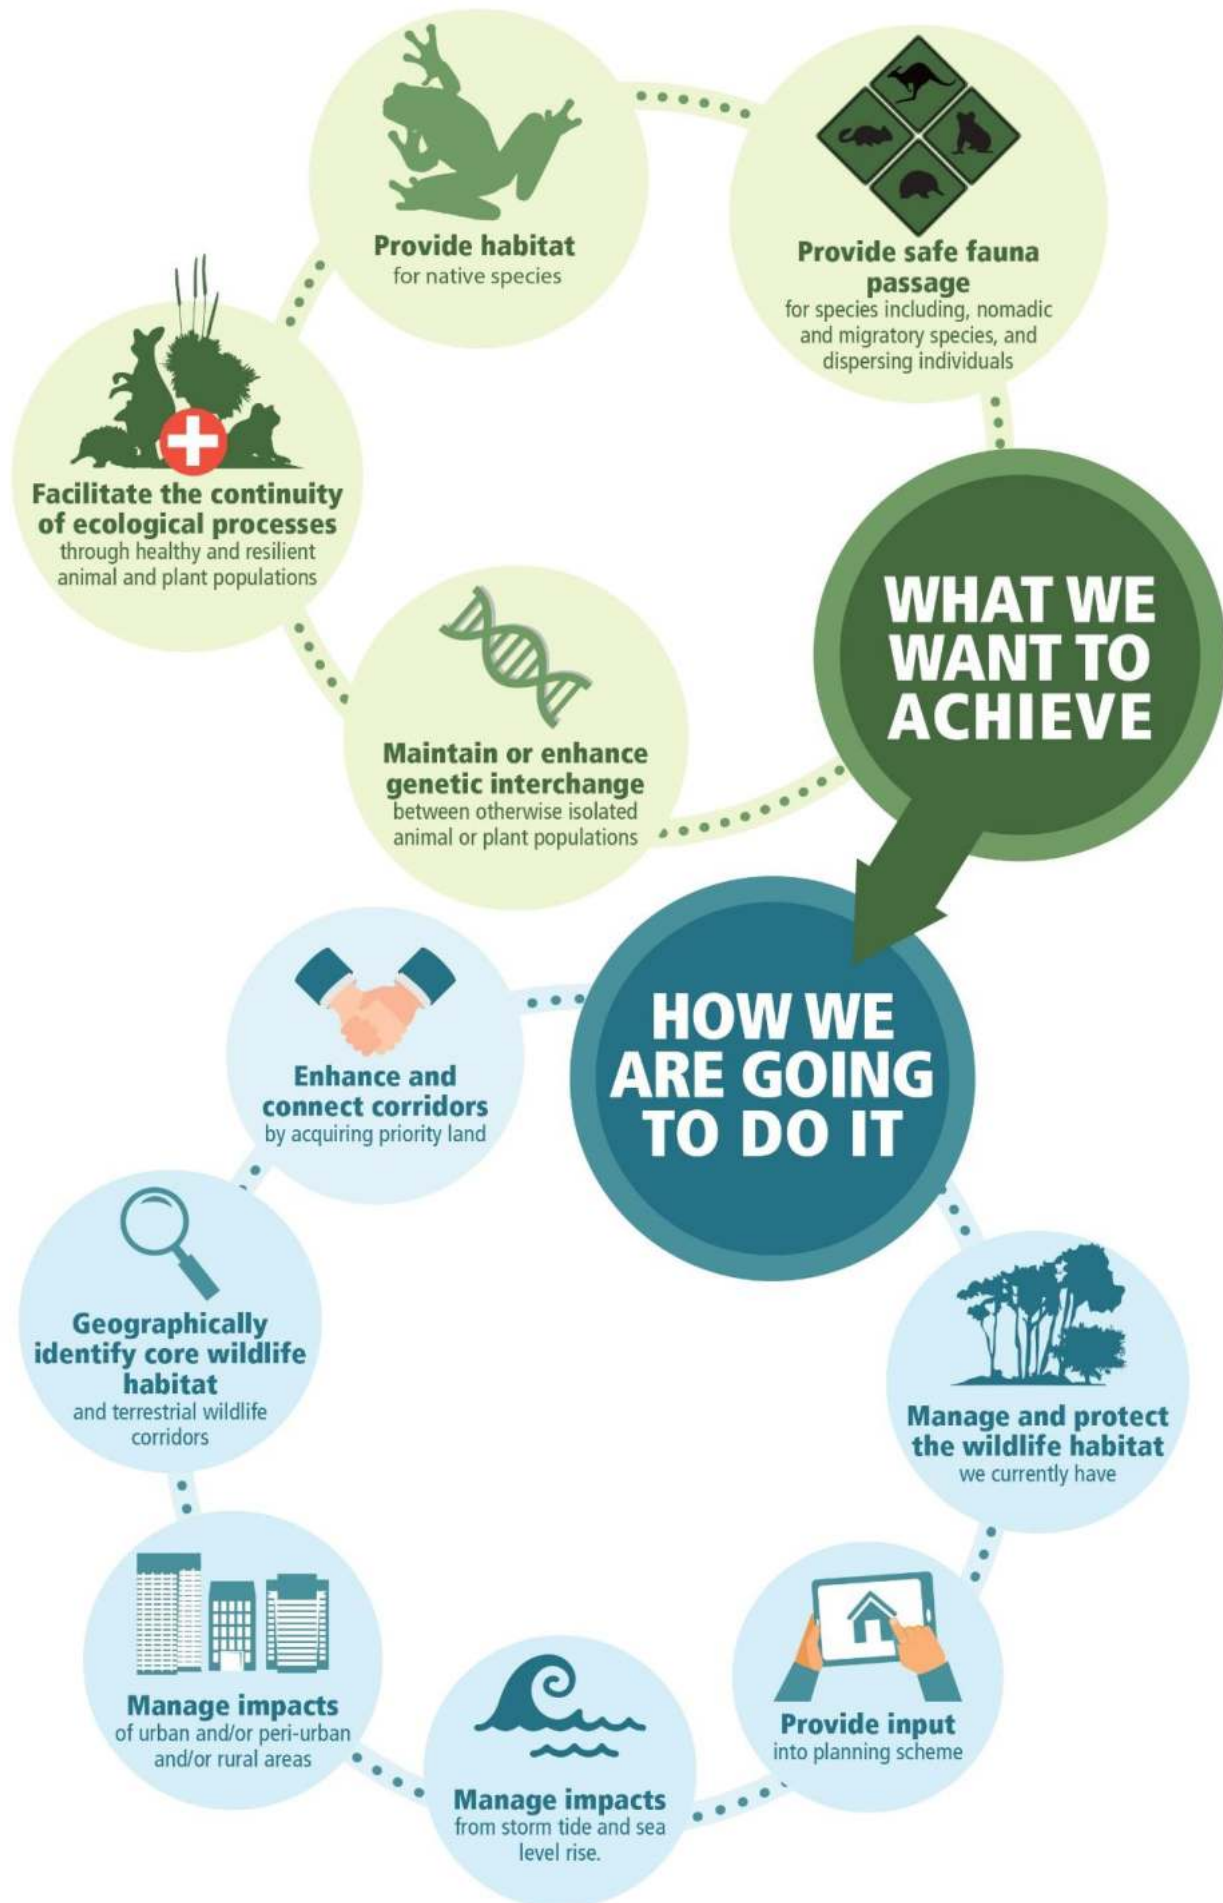 Provide habitat
for native species
Provide safe fauna
passage
for species including, nomadic
and migratory species, and
dispersing individuals
Facilitate the continuity
of ecological processes
through healthy and resilient
animal and plant populations
WHAT WE
WANT TO
ACHIEVE
Maintain or enhance
genetic interchange
between otherwise isolated
animal or plant populations
HOW WE
ARE GOING
TO DO IT
Enhance and
connect corridors
by acquiring priority land
Geographically
identify core wildlife
habitat
and terrestrial wildlife
corridors
Manage and protect
the wildlife habitat
we currently have
Manage impacts
of urban and/or peri-urban
and/or rural areas
Provide input
into planning scheme
Manage impacts
from storm tide and sea
level rise.